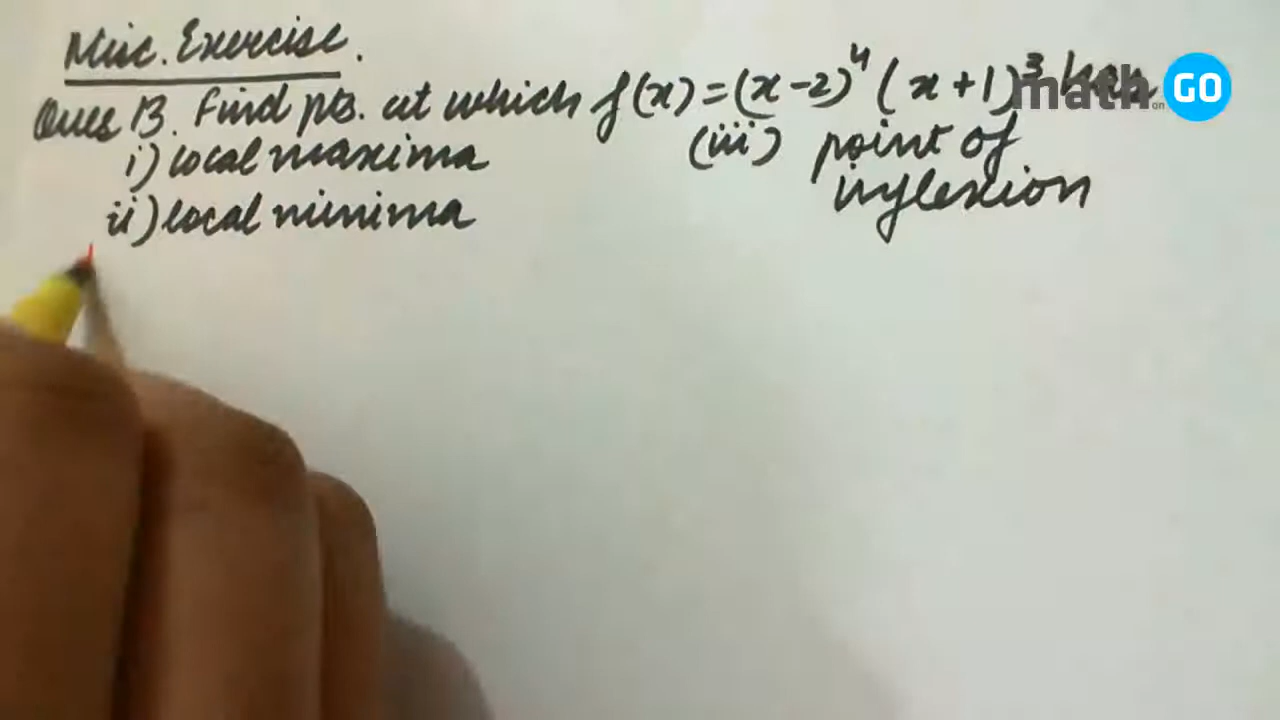 Misc. Exercise.
Ques 13. Find pts. at which f(x) = (x-2)⁴ (x+1)³ has
i) local maxima
(iii) point of
inflexion
ii) local minima
math on GO